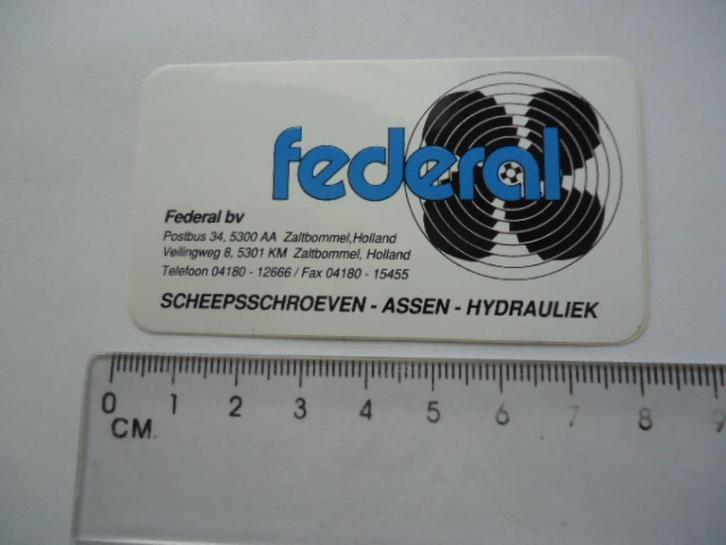 federal
Federal bv
Postbus 34, 5300 AA Zaltbommel,Holland
Veilingweg 8, 5301 KM Zaltbommel, Holland
Telefoon 04180 - 12666 / Fax 04180 - 15455
SCHEEPSSCHROEVEN - ASSEN - HYDRAULIEK
0 1 2 3 4 5 6 7 8 9
CM.